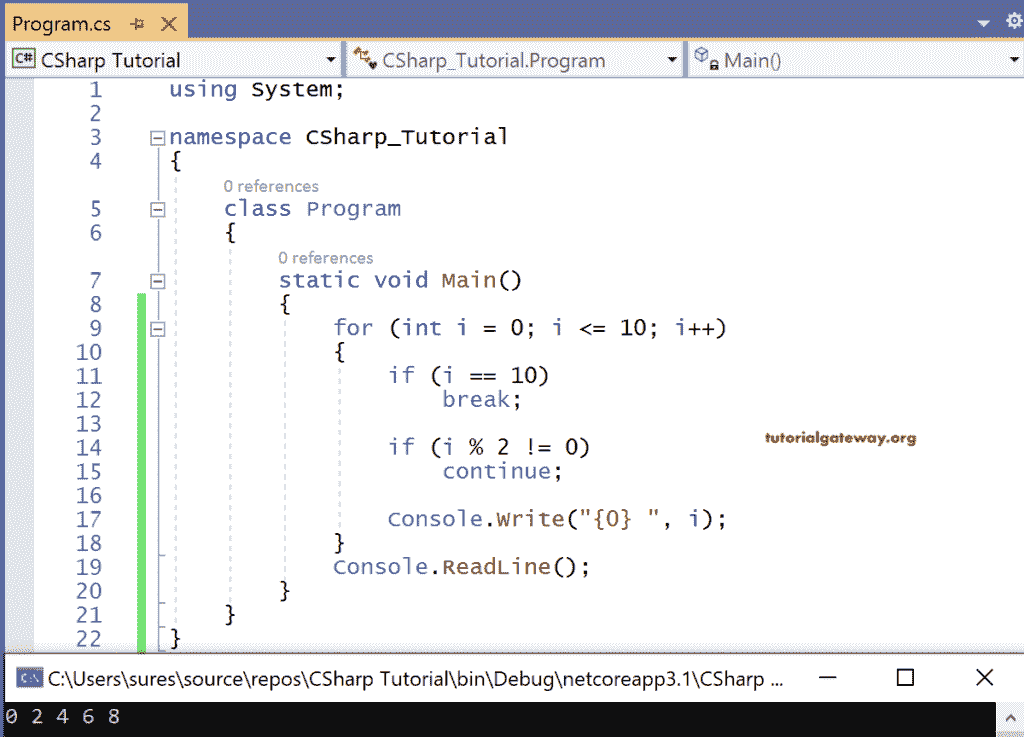 Program.cs
C# CSharp Tutorial CSharp_Tutorial.Program Main()
1 using System;
2
3 namespace CSharp_Tutorial
4 {
0 references
5 class Program
6 {
0 references
7 static void Main()
8 {
9 for (int i = 0; i <= 10; i++)
10 {
11 if (i == 10)
12 break;
13
14 if (i % 2 != 0)
15 continue;
16
17 Console.Write("{0} ", i);
18 }
19 Console.ReadLine();
20 }
21 }
22 }
tutorialgateway.org
C:\ C:\Users\sures\source\repos\CSharp Tutorial\bin\Debug\netcoreapp3.1\CSharp ...
0 2 4 6 8